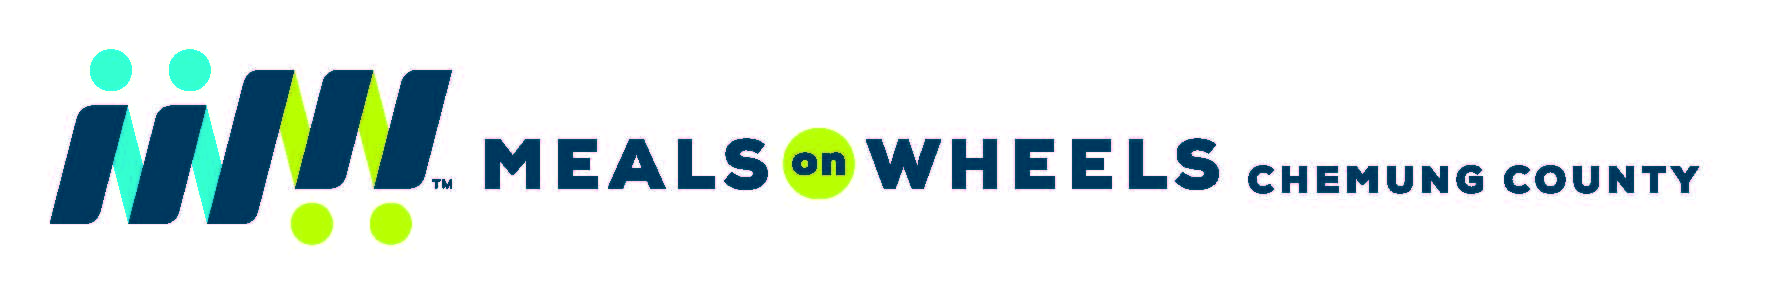 ™ MEALS on WHEELS CHEMUNG COUNTY